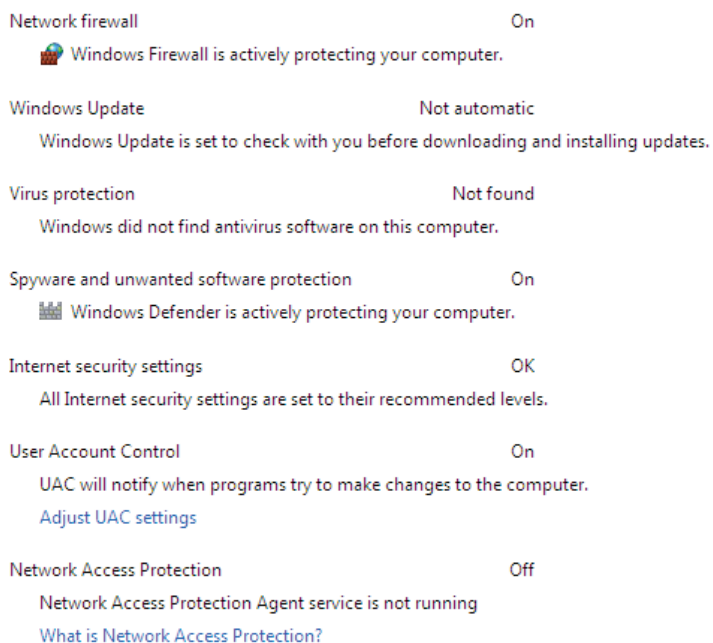 Network firewall On
Windows Firewall is actively protecting your computer.
Windows Update Not automatic
Windows Update is set to check with you before downloading and installing updates.
Virus protection Not found
Windows did not find antivirus software on this computer.
Spyware and unwanted software protection On
Windows Defender is actively protecting your computer.
Internet security settings OK
All Internet security settings are set to their recommended levels.
User Account Control On
UAC will notify when programs try to make changes to the computer.
Adjust UAC settings
Network Access Protection Off
Network Access Protection Agent service is not running
What is Network Access Protection?